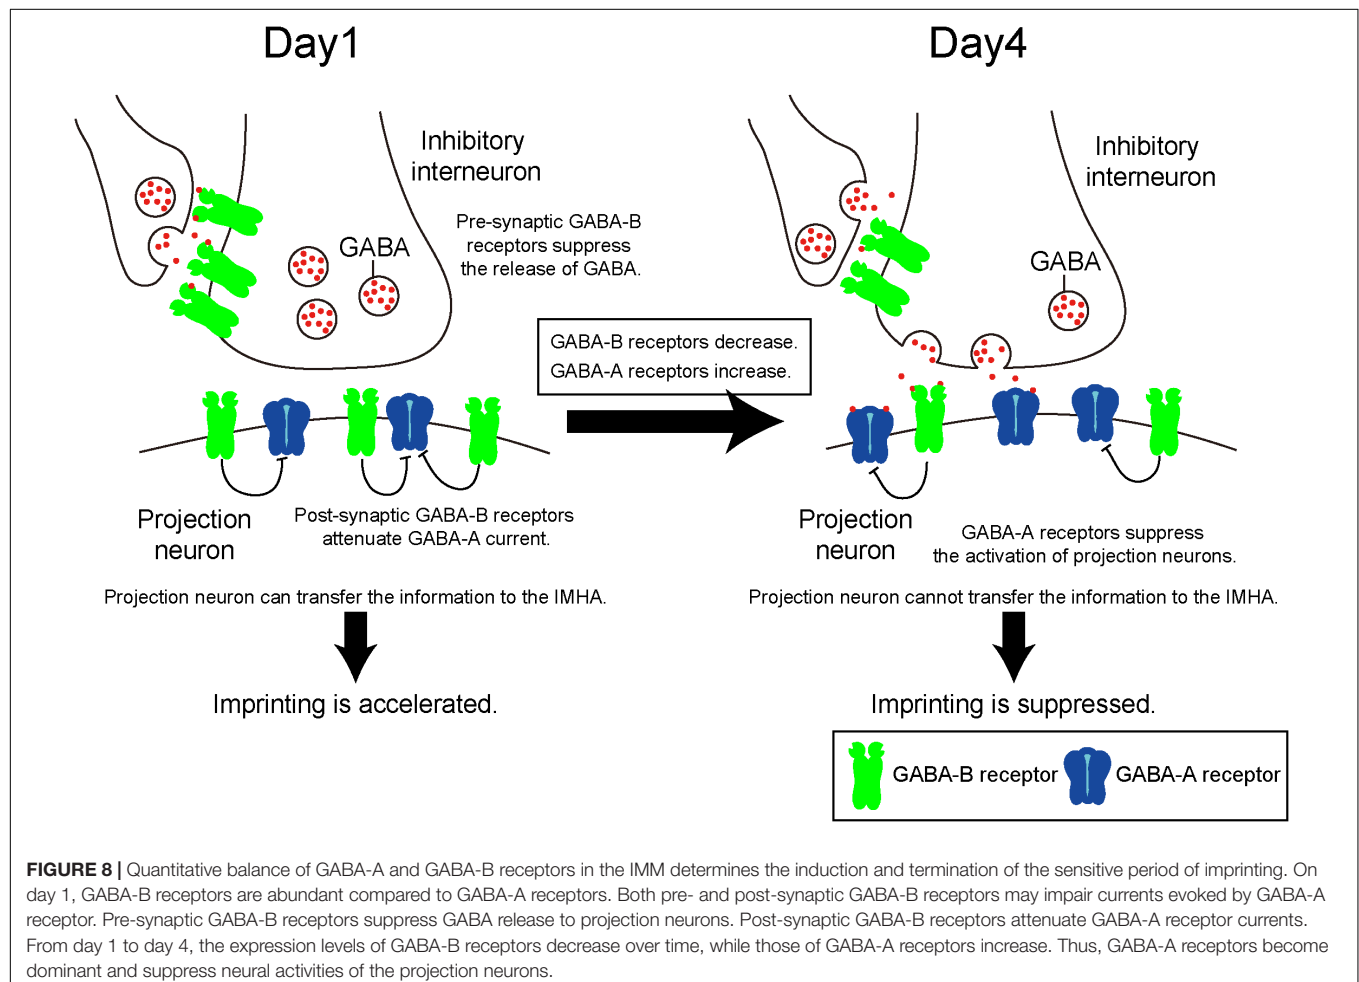 Day1
Day4
Inhibitory
interneuron
Pre-synaptic GABA-B
receptors suppress
the release of GABA.
GABA
Inhibitory
interneuron
GABA
GABA-B receptors decrease.
GABA-A receptors increase.
Projection
neuron
Post-synaptic GABA-B receptors
attenuate GABA-A current.
Projection
neuron
GABA-A receptors suppress
the activation of projection neurons.
Projection neuron can transfer the information to the IMHA.
Projection neuron cannot transfer the information to the IMHA.
Imprinting is accelerated.
Imprinting is suppressed.
GABA-B receptor
GABA-A receptor
FIGURE 8 | Quantitative balance of GABA-A and GABA-B receptors in the IMM determines the induction and termination of the sensitive period of imprinting. On
day 1, GABA-B receptors are abundant compared to GABA-A receptors. Both pre- and post-synaptic GABA-B receptors may impair currents evoked by GABA-A
receptor. Pre-synaptic GABA-B receptors suppress GABA release to projection neurons. Post-synaptic GABA-B receptors attenuate GABA-A receptor currents.
From day 1 to day 4, the expression levels of GABA-B receptors decrease over time, while those of GABA-A receptors increase. Thus, GABA-A receptors become
dominant and suppress neural activities of the projection neurons.